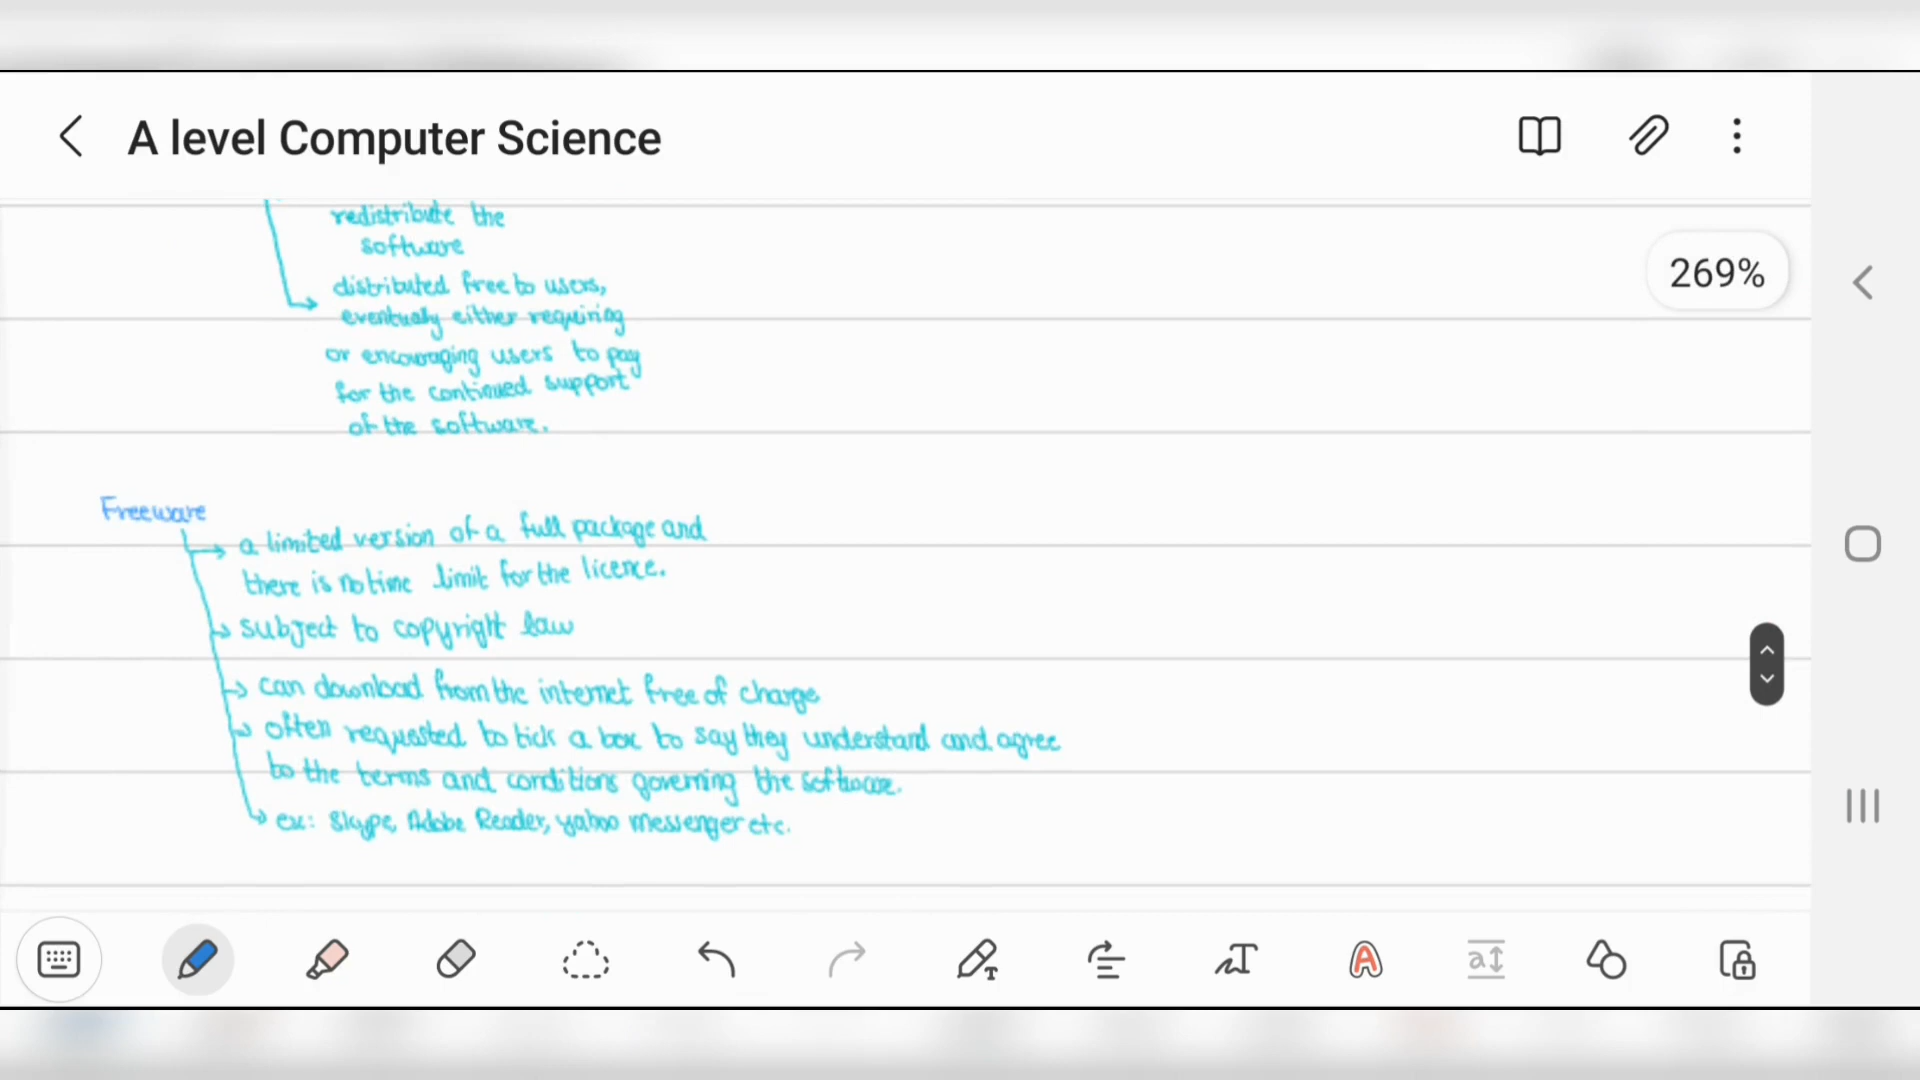 A level Computer Science
redistribute the
software
269%
distributed free to users,
eventually either requiring
or encouraging users to pay
for the continued support
of the software.
Freeware
a limited version of a full package and
there is no time limit for the licence.
subject to copyright law
can download from the internet free of charge
often requested to tick a box to say they understand and agree
to the terms and conditions governing the software.
ex: Skype, Adobe Reader, yahoo messenger etc.